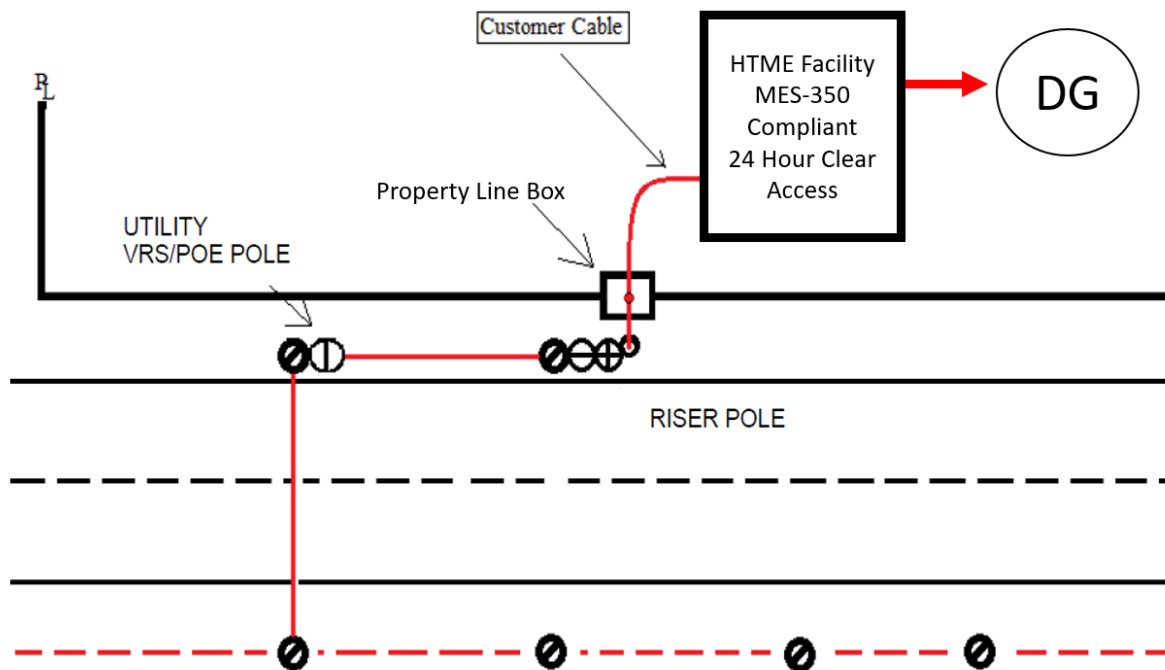 Customer Cable
HTME Facility
MES-350
Compliant
24 Hour Clear
Access
DG
PL
Property Line Box
UTILITY
VRS/POE POLE
RISER POLE